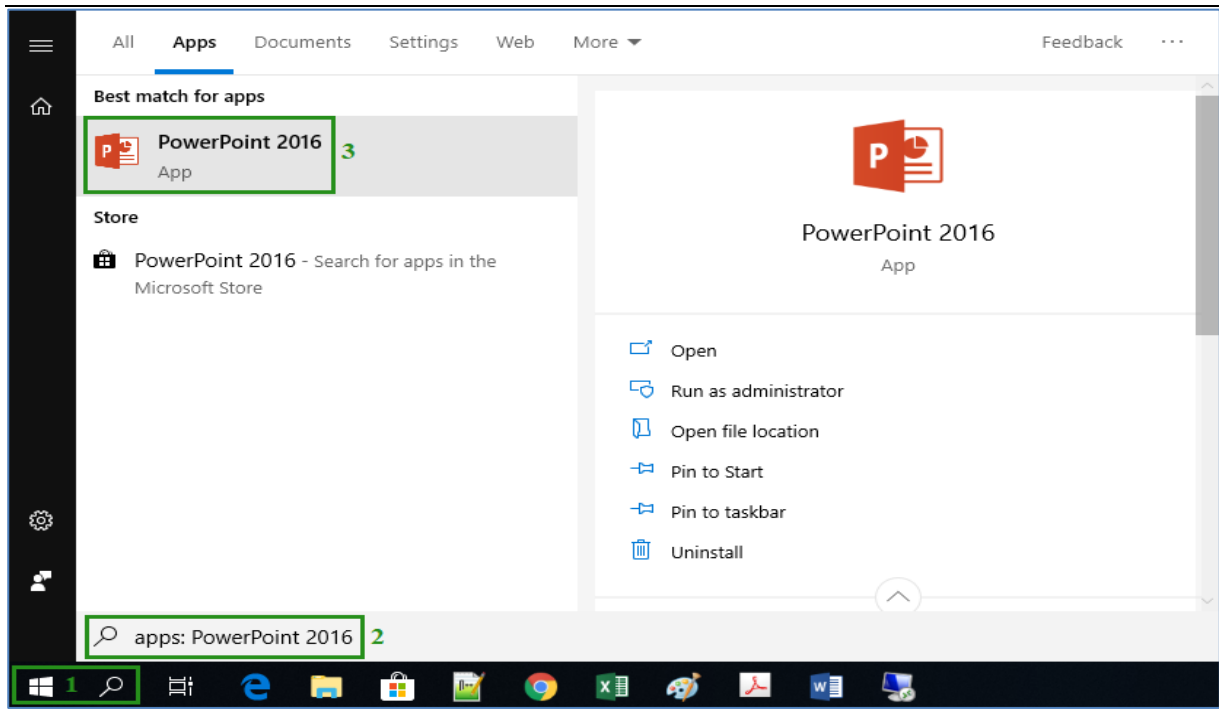 All Apps Documents Settings Web More Feedback ...
Best match for apps
PowerPoint 2016
App
3
Store
PowerPoint 2016 - Search for apps in the
Microsoft Store
P
PowerPoint 2016
App
Open
Run as administrator
Open file location
Pin to Start
Pin to taskbar
Uninstall
apps: PowerPoint 2016 2
1